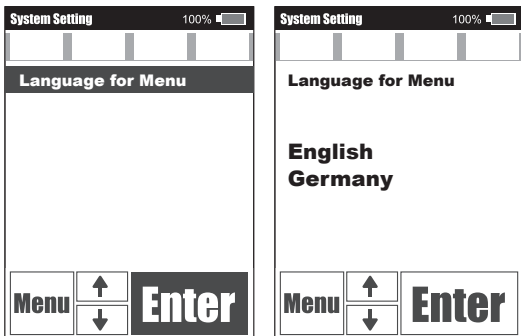 System Setting 100%
Language for Menu
Menu Enter
System Setting 100%
Language for Menu
English
Germany
Menu Enter